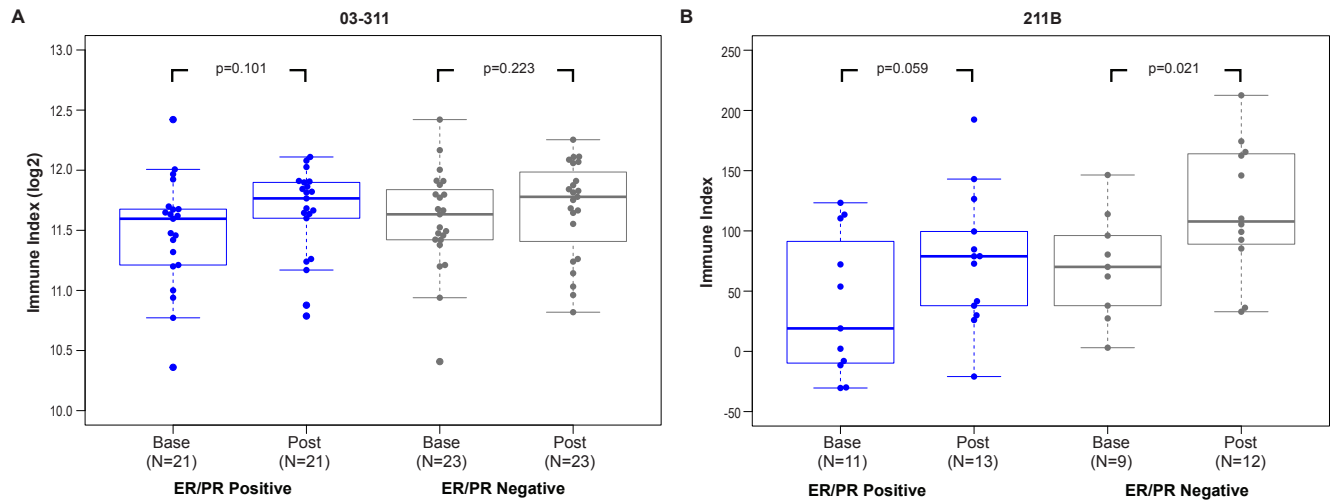 A
03-311
Immune Index (log2)
13.0
12.5
12.0
11.5
11.0
10.5
10.0
p=0.101
p=0.223
Base
(N=21)
Post
(N=21)
Base
(N=23)
Post
(N=23)
ER/PR Positive
ER/PR Negative
B
211B
Immune Index
250
200
150
100
50
0
-50
p=0.059
p=0.021
Base
(N=11)
Post
(N=13)
Base
(N=9)
Post
(N=12)
ER/PR Positive
ER/PR Negative